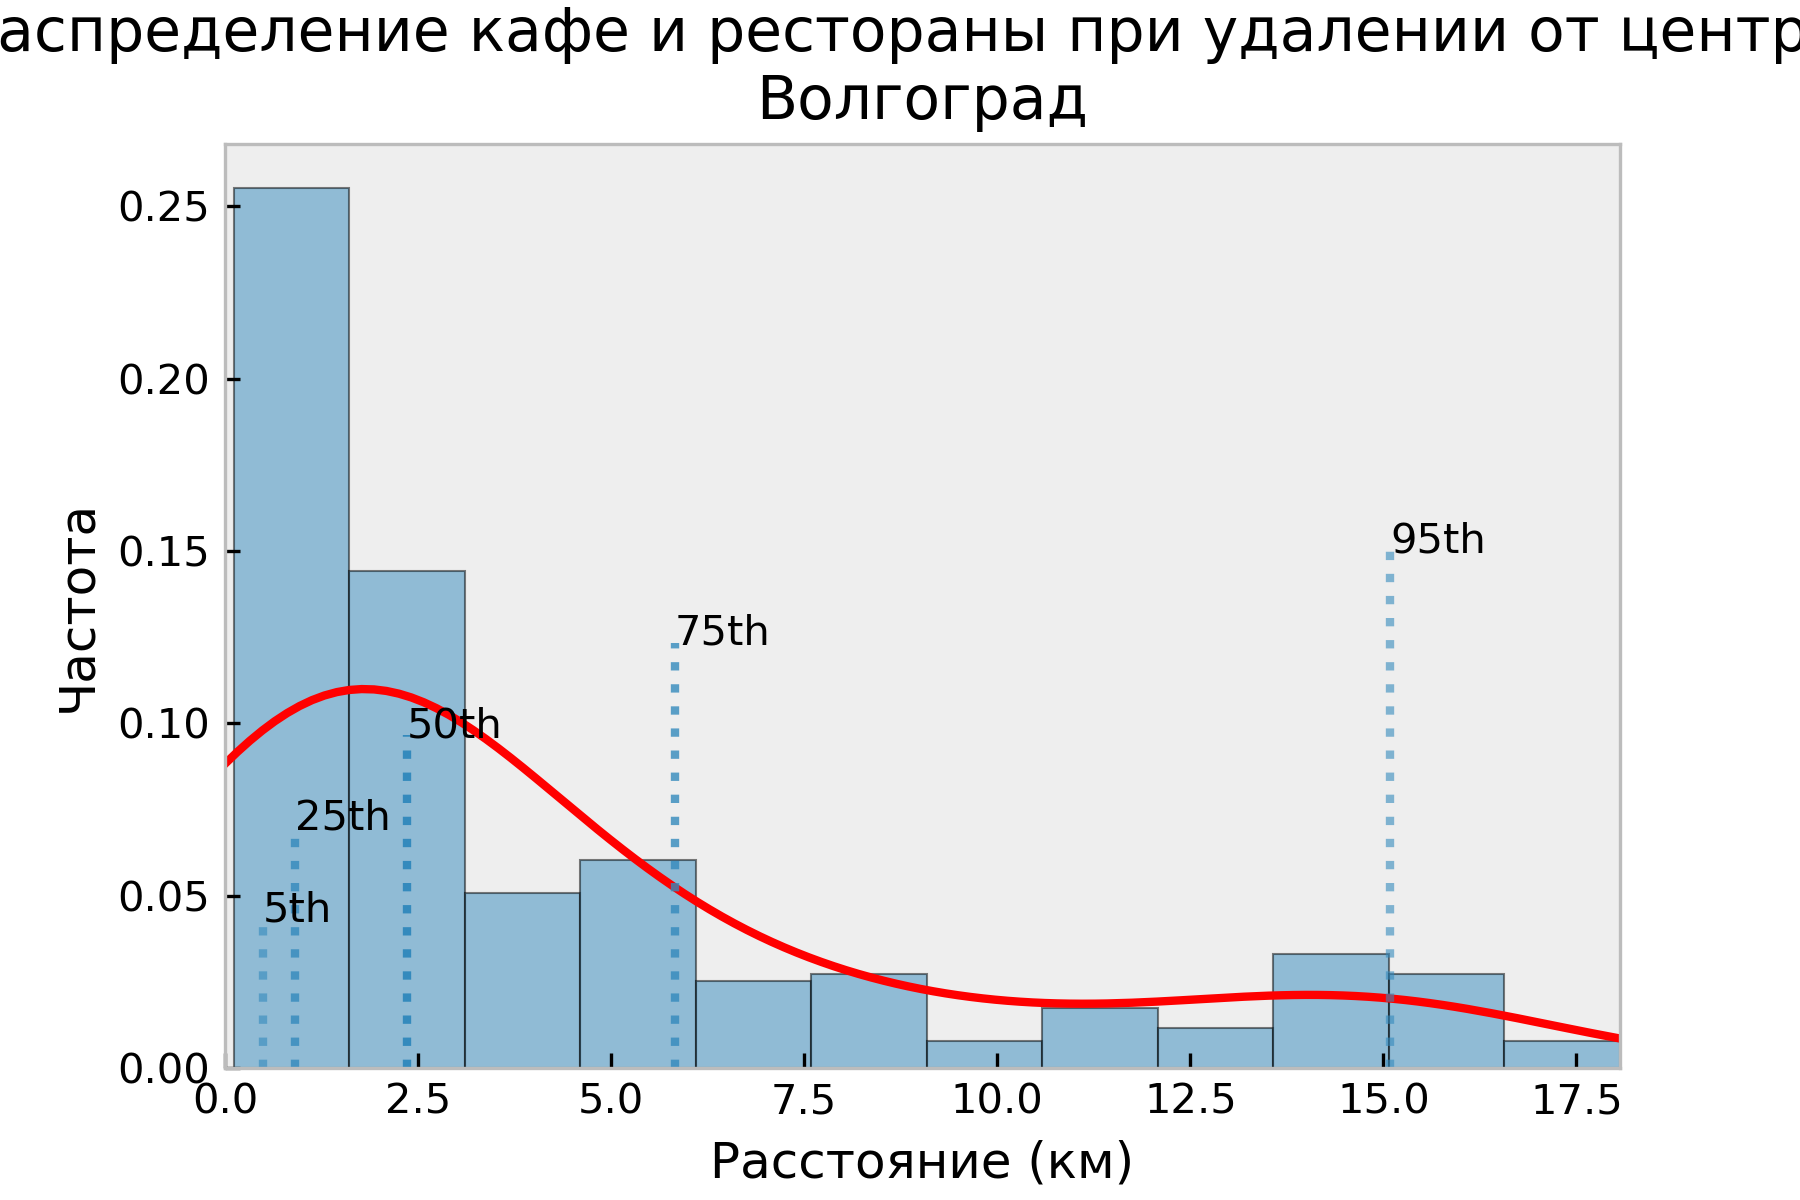 аспределение кафе и рестораны при удалении от центр
Волгоград
0.25
0.20
0.15
0.10
0.05
0.00
Частота
5th
25th
50th
75th
95th
0.0 2.5 5.0 7.5 10.0 12.5 15.0 17.5
Расстояние (км)